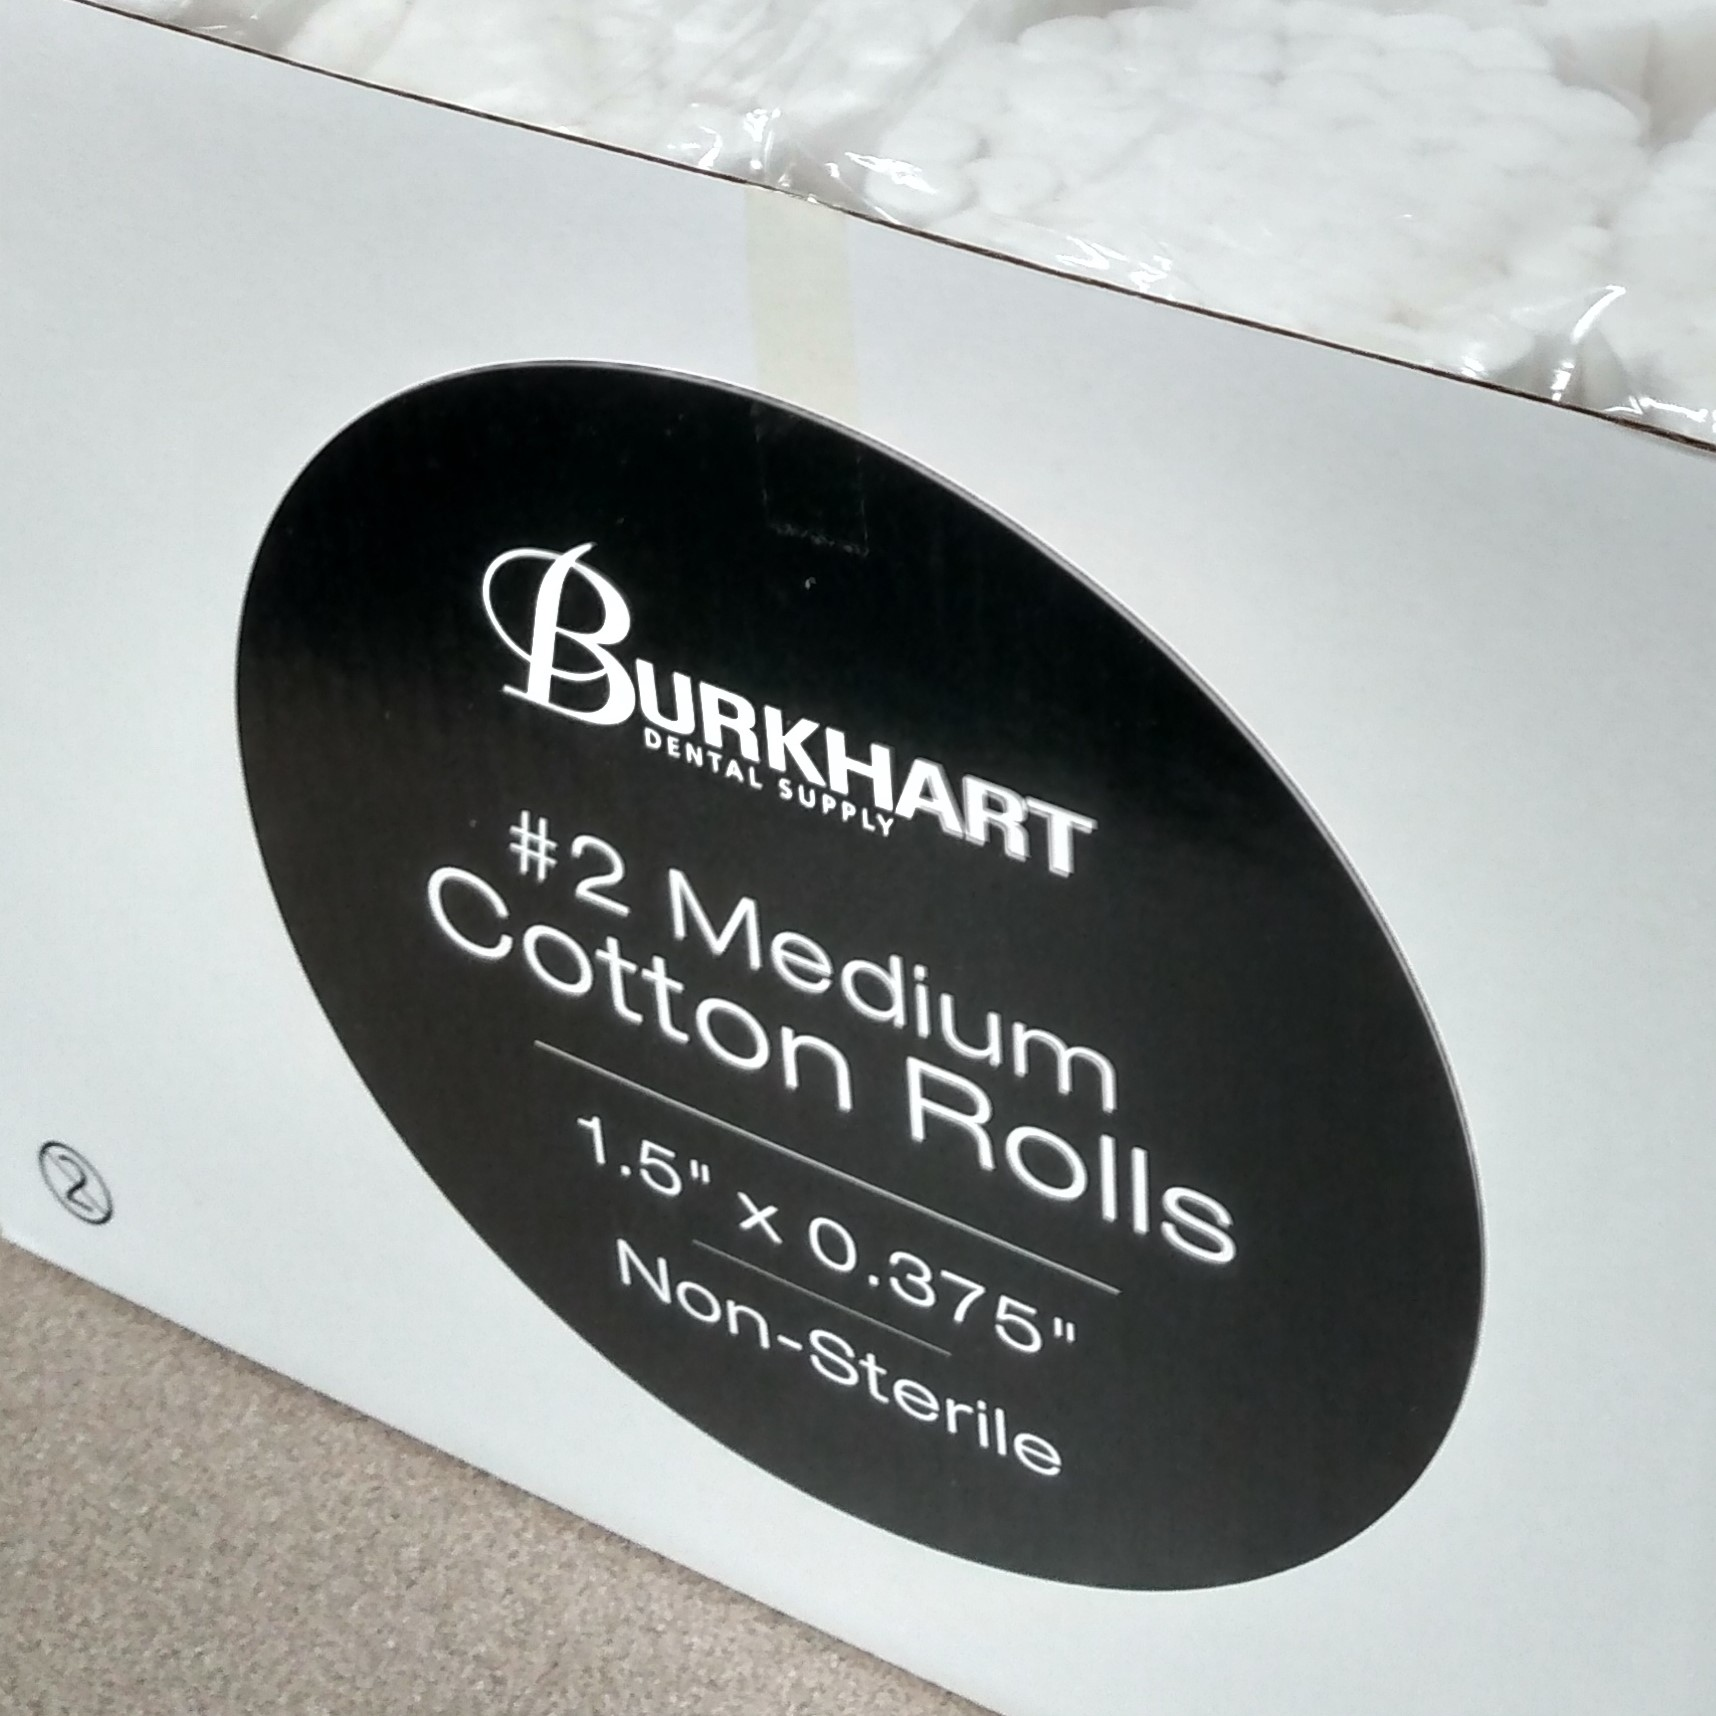 BURKHART
DENTAL SUPPLY
#2 Medium
Cotton Rolls
1.5" x 0.375"
Non-Sterile
2